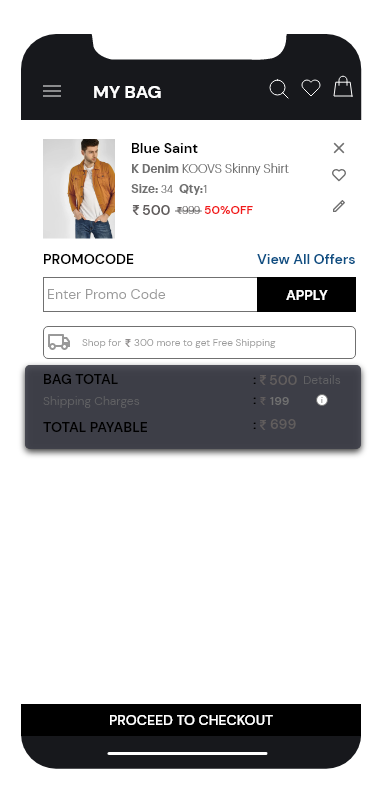 MY BAG
Blue Saint
K Denim KOOVS Skinny Shirt
Size: 34 Qty:1
₹ 500 ₹999 50%OFF
PROMOCODE View All Offers
Enter Promo Code APPLY
Shop for ₹ 300 more to get Free Shipping
BAG TOTAL : ₹ 500 Details
Shipping Charges : ₹ 199
TOTAL PAYABLE : ₹ 699
PROCEED TO CHECKOUT